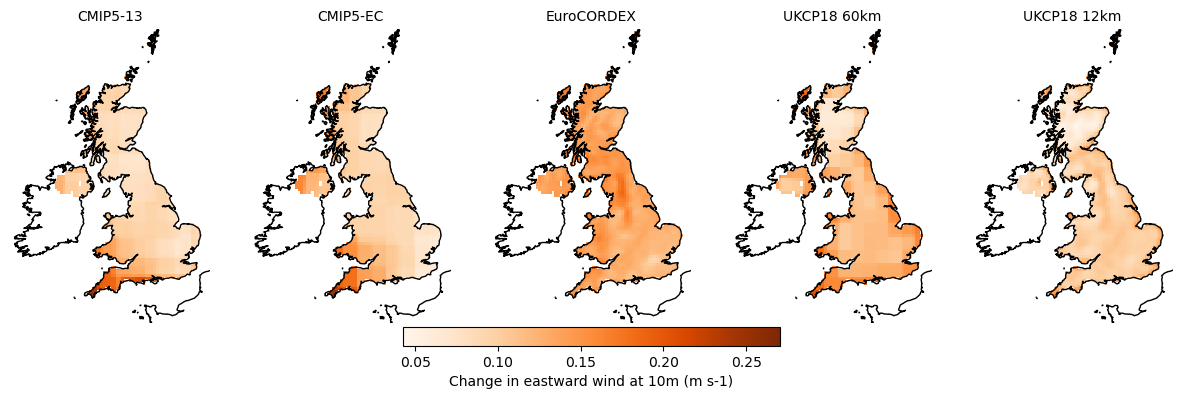 CMIP5-13
CMIP5-EC
EuroCORDEX
UKCP18 60km
UKCP18 12km
0.05
0.10
0.15
0.20
0.25
Change in eastward wind at 10m (m s-1)